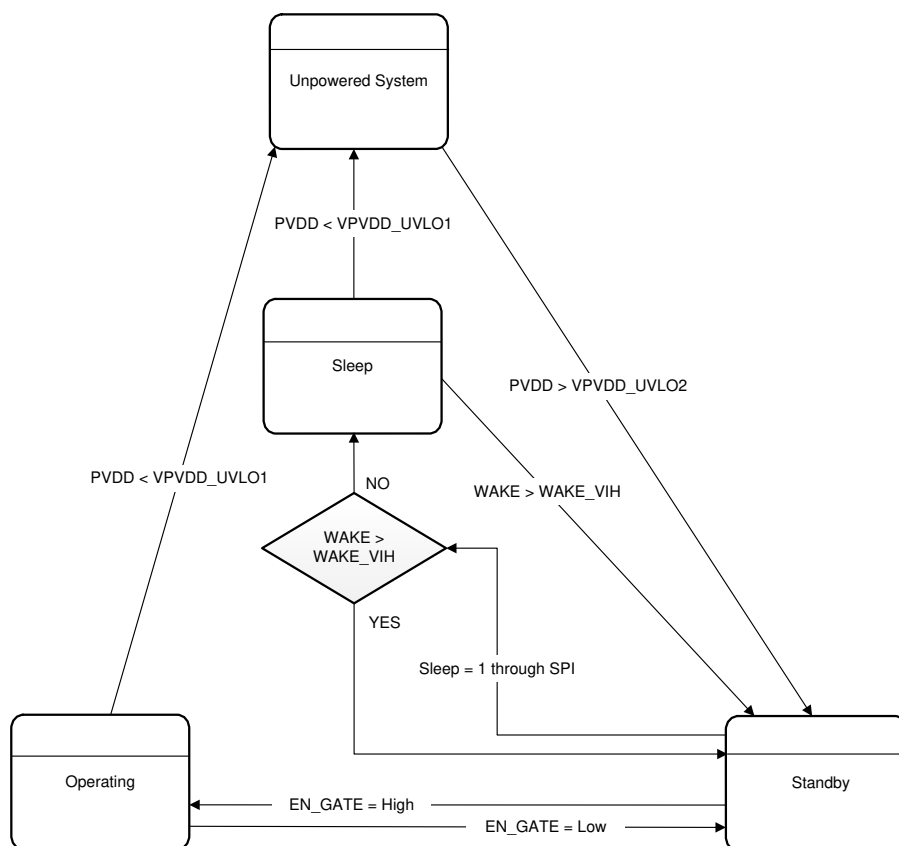 Unpowered System
PVDD < VPVDD_UVLO1
Sleep
PVDD > VPVDD_UVLO2
PVDD < VPVDD_UVLO1
WAKE > WAKE_VIH
NO
WAKE >
WAKE_VIH
YES
Sleep = 1 through SPI
Operating
Standby
EN_GATE = High
EN_GATE = Low